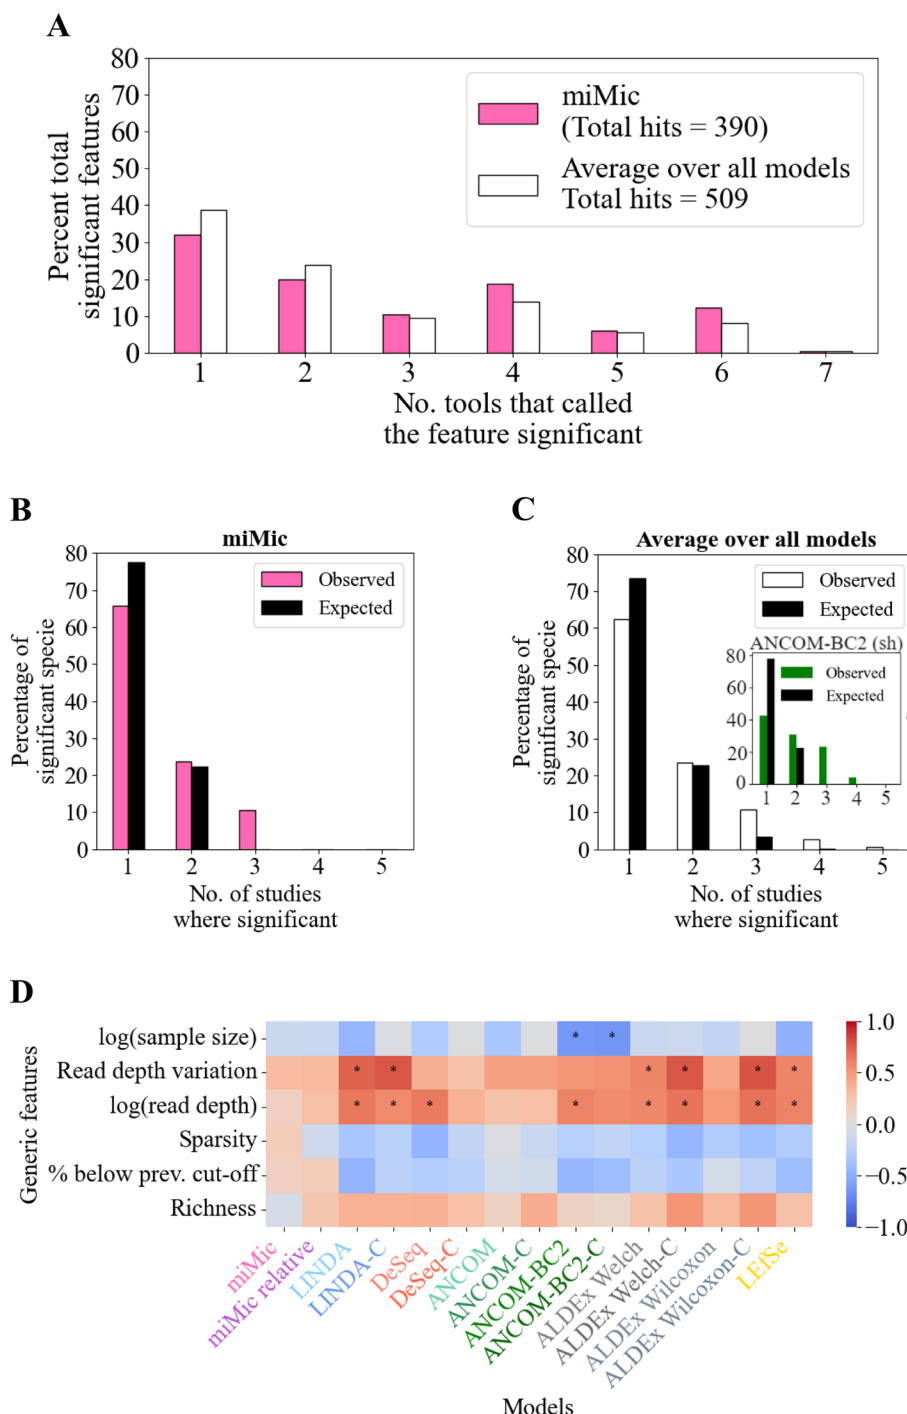 A
80
70
60
50
40
30
20
10
0
Percent total
significant features
miMic
(Total hits = 390)
Average over all models
Total hits = 509
1 2 3 4 5 6 7
No. tools that called
the feature significant
B
miMic
80
70
60
50
40
30
20
10
0
Percentage of
significant specie
Observed
Expected
1 2 3 4 5
No. of studies
where significant
C
Average over all models
80
70
60
50
40
30
20
10
0
Percentage of
significant specie
Observed
Expected
ANCOM-BC2 (sh)
80
60
40
20
0
Observed
Expected
1 2 3 4 5
1 2 3 4 5
No. of studies
where significant
D
Generic features
log(sample size)
* *
Read depth variation
* * * * * *
log(read depth)
* * * * * * * *
Sparsity
% below prev. cut-off
Richness
1.0
0.5
0.0
−0.5
−1.0
miMic
miMic relative
LINDA
LINDA-C
DeSeq
DeSeq-C
ANCOM
ANCOM-C
ANCOM-BC2
ANCOM-BC2-C
ALDEx Welch
ALDEx Welch-C
ALDEx Wilcoxon
ALDEx Wilcoxon-C
LEfSe
Models